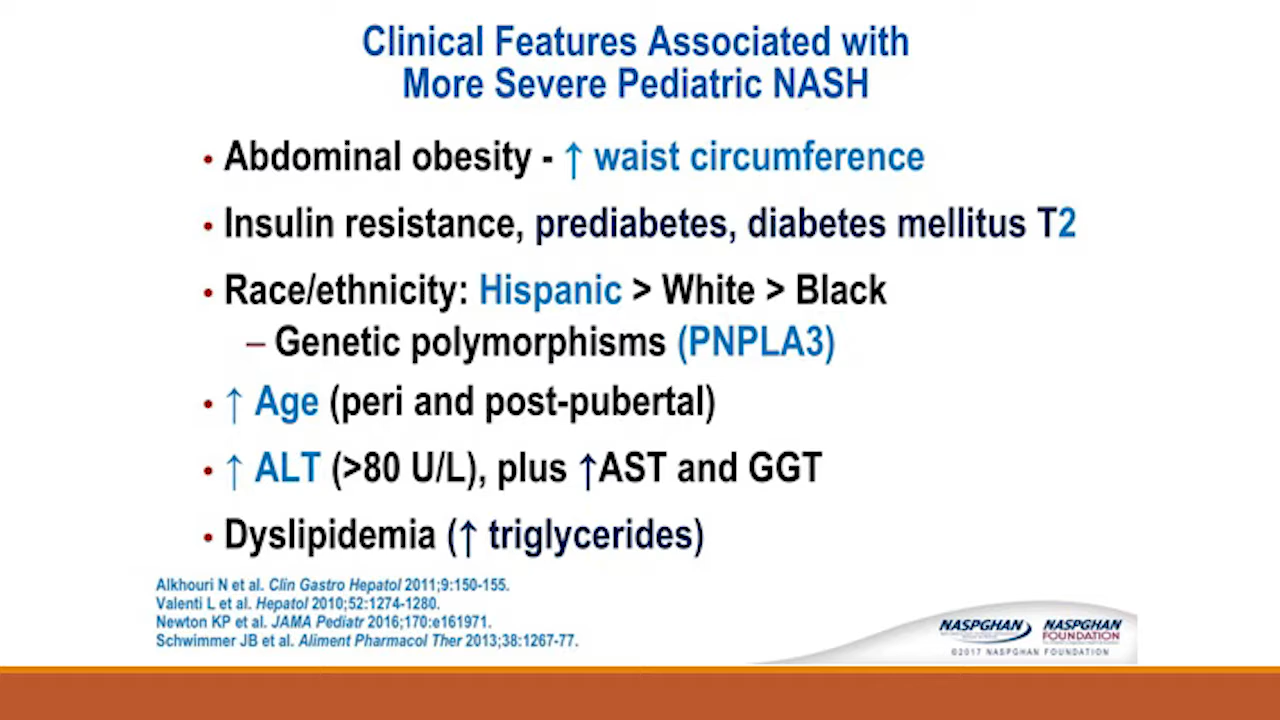 Clinical Features Associated with
More Severe Pediatric NASH
• Abdominal obesity - ↑ waist circumference
• Insulin resistance, prediabetes, diabetes mellitus T2
• Race/ethnicity: Hispanic > White > Black
– Genetic polymorphisms (PNPLA3)
• ↑ Age (peri and post-pubertal)
• ↑ ALT (>80 U/L), plus ↑AST and GGT
• Dyslipidemia (↑ triglycerides)
Alkhouri N et al. Clin Gastro Hepatol 2011;9:150-155.
Valenti L et al. Hepatol 2010;52:1274-1280.
Newton KP et al. JAMA Pediatr 2016;170:e161971.
Schwimmer JB et al. Aliment Pharmacol Ther 2013;38:1267-77.
NASPGHAN NASPGHAN
FOUNDATION
©2017 NASPGHAN FOUNDATION